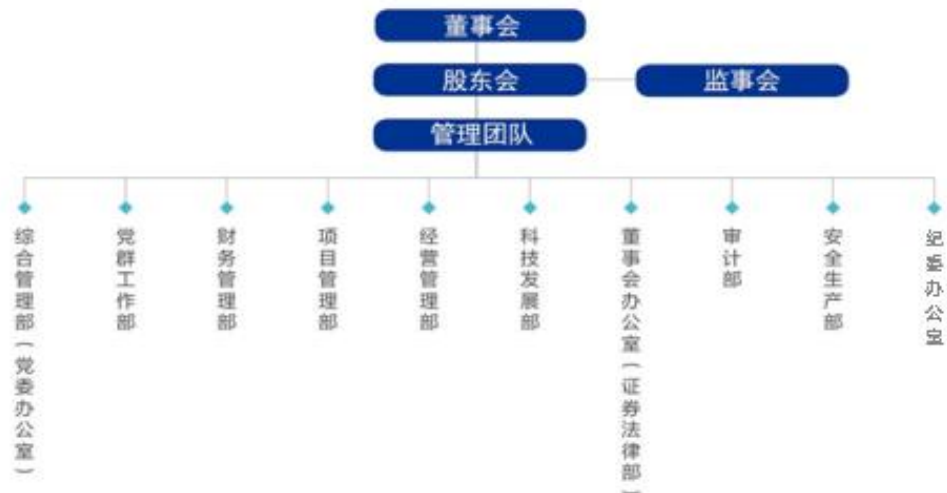 董事会
股东会
监事会
管理团队
综合管理部（党委办公室）
党群工作部
财务管理部
项目管理部
经营管理部
科技发展部
董事会办公室（证券法律部）
审计部
安全生产部
纪委办公室